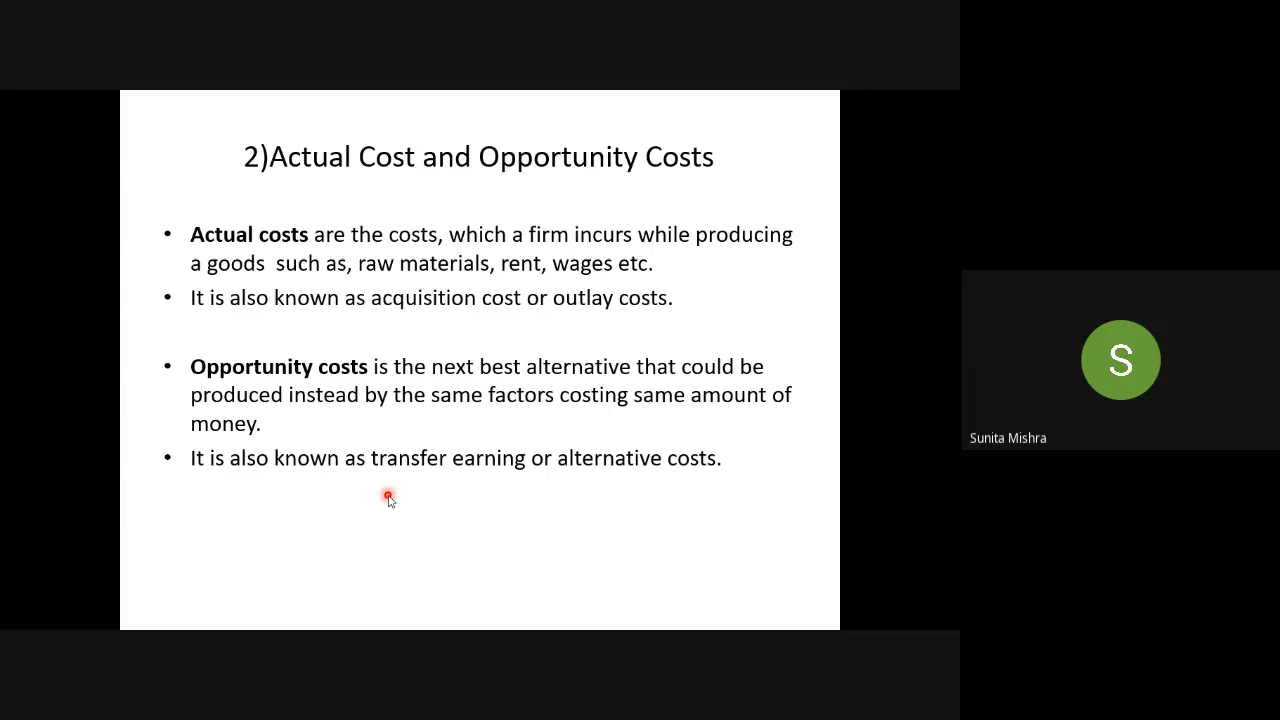 2)Actual Cost and Opportunity Costs
• Actual costs are the costs, which a firm incurs while producing
a goods  such as, raw materials, rent, wages etc.
• It is also known as acquisition cost or outlay costs.
• Opportunity costs is the next best alternative that could be
produced instead by the same factors costing same amount of
money.
• It is also known as transfer earning or alternative costs.
S
Sunita Mishra